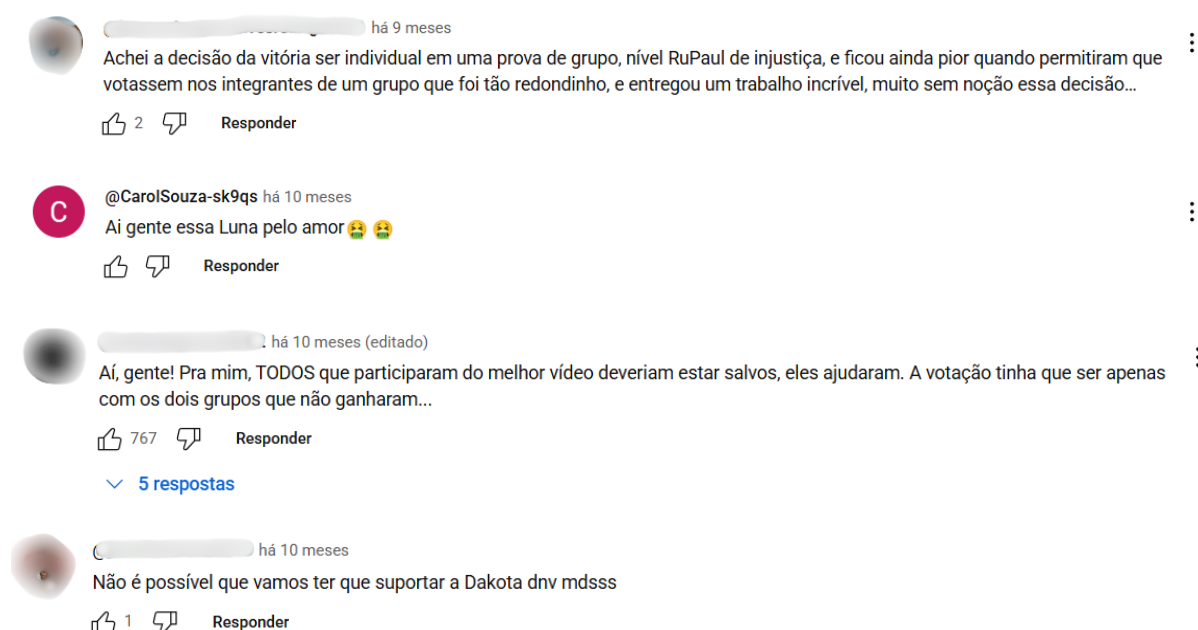 há 9 meses
Achei a decisão da vitória ser individual em uma prova de grupo, nível RuPaul de injustiça, e ficou ainda pior quando permitiram que
votassem nos integrantes de um grupo que foi tão redondinho, e entregou um trabalho incrível, muito sem noção essa decisão...
2 Responder
C
@CarolSouza-sk9qs há 10 meses
Ai gente essa Luna pelo amor🤮 🤮
Responder
há 10 meses (editado)
Aí, gente! Pra mim, TODOS que participaram do melhor vídeo deveriam estar salvos, eles ajudaram. A votação tinha que ser apenas
com os dois grupos que não ganharam...
767 Responder
5 respostas
há 10 meses
Não é possível que vamos ter que suportar a Dakota dnv mdsss
1 Responder